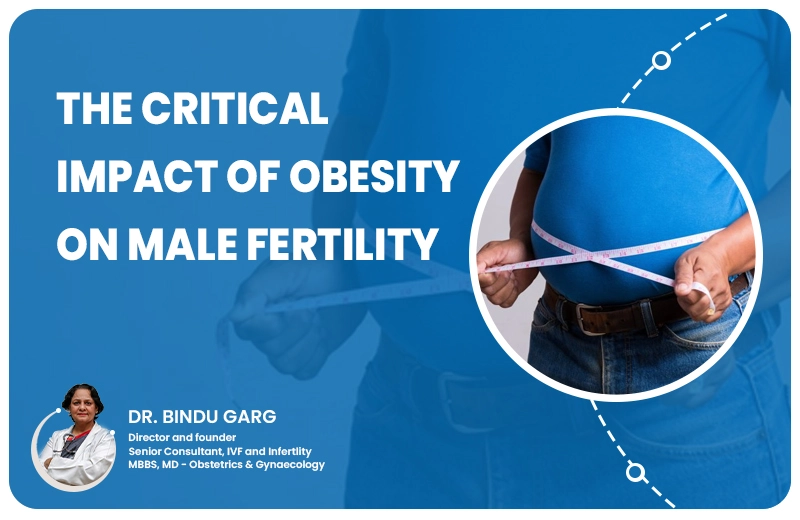 THE CRITICAL
IMPACT OF OBESITY
ON MALE FERTILITY
DR. BINDU GARG
Director and founder
Senior Consultant, IVF and Infertlity
MBBS, MD - Obstetrics & Gynaecology